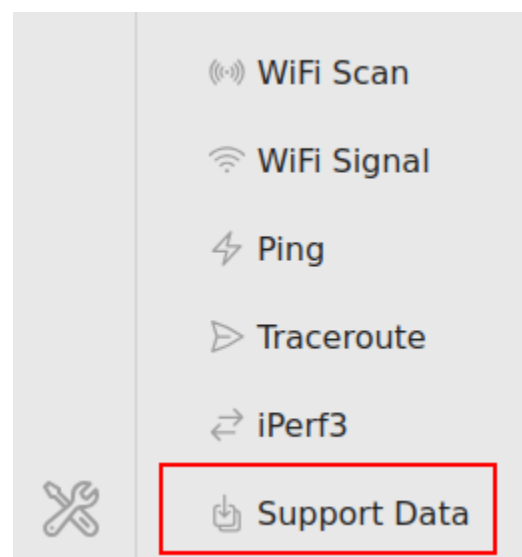 WiFi Scan
WiFi Signal
Ping
Traceroute
iPerf3
Support Data